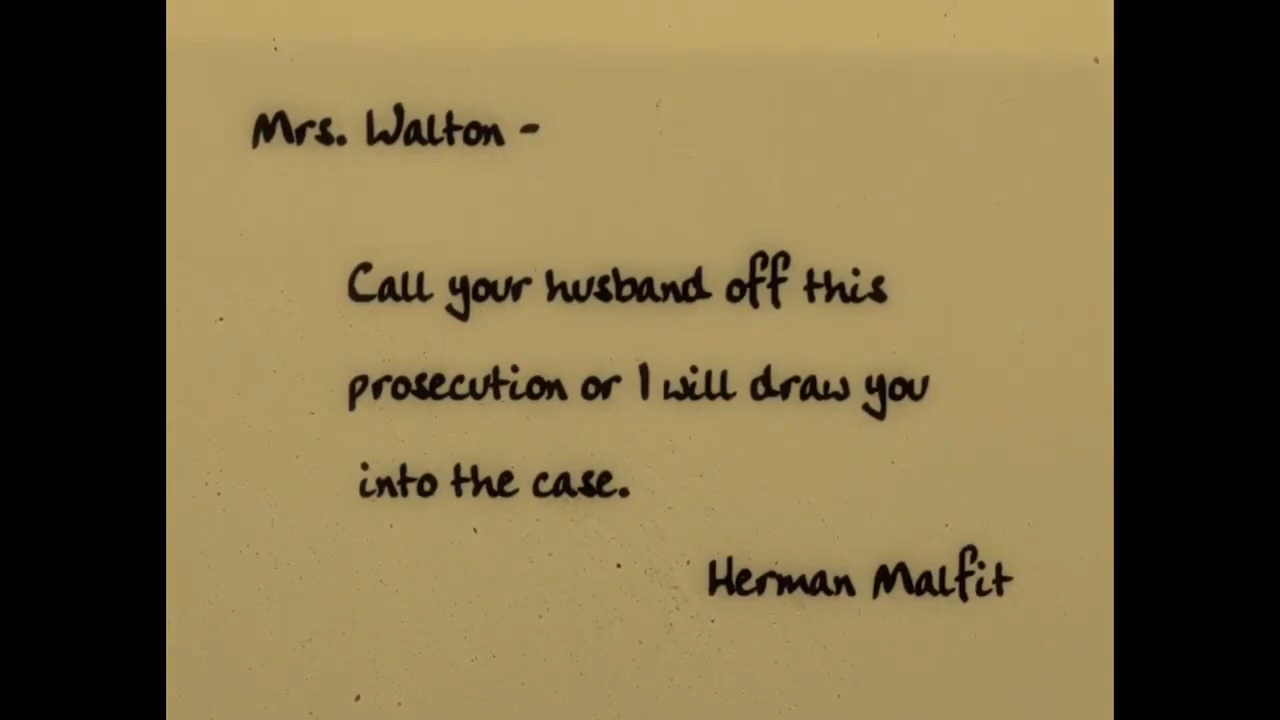 Mrs. Walton -
Call your husband off this
prosecution or I will draw you
into the case.
Herman Malfit